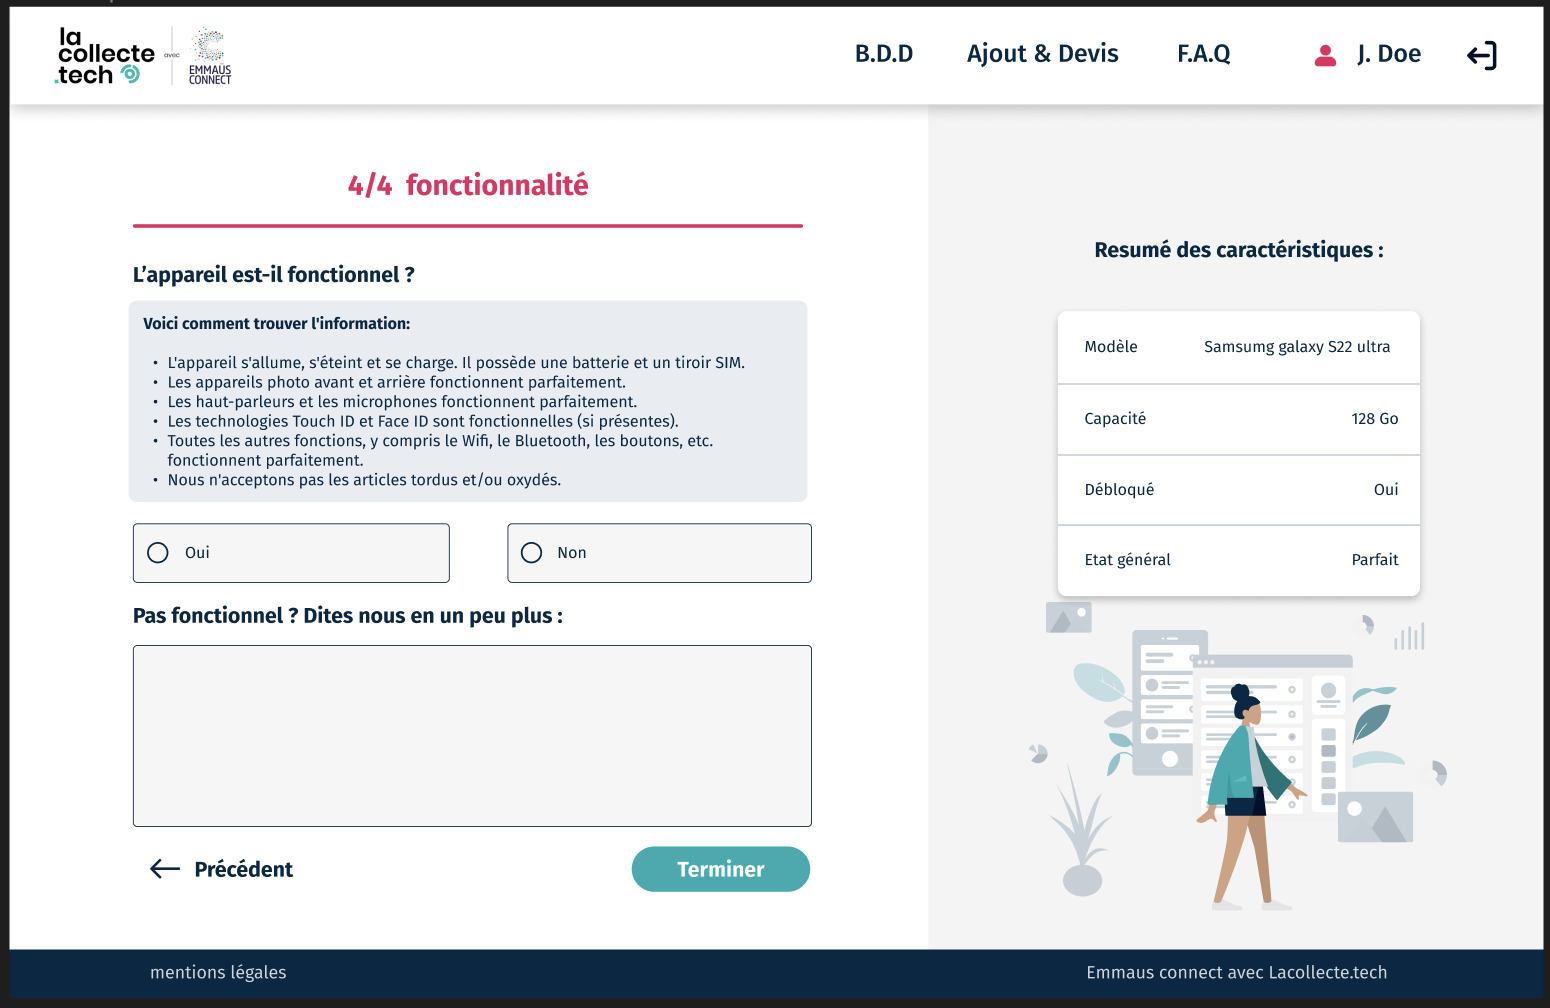 la
collecte
.tech
avec
EMMAÜS
CONNECT
B.D.D
Ajout & Devis
F.A.Q
J. Doe
4/4 fonctionnalité
L’appareil est-il fonctionnel ?
Voici comment trouver l'information:
• L'appareil s'allume, s'éteint et se charge. Il possède une batterie et un tiroir SIM.
• Les appareils photo avant et arrière fonctionnent parfaitement.
• Les haut-parleurs et les microphones fonctionnent parfaitement.
• Les technologies Touch ID et Face ID sont fonctionnelles (si présentes).
• Toutes les autres fonctions, y compris le Wifi, le Bluetooth, les boutons, etc.
fonctionnent parfaitement.
• Nous n'acceptons pas les articles tordus et/ou oxydés.
Oui
Non
Pas fonctionnel ? Dites nous en un peu plus :
Précédent
Terminer
Resumé des caractéristiques :
Modèle Samsumg galaxy S22 ultra
Capacité 128 Go
Débloqué Oui
Etat général Parfait
mentions légales
Emmaus connect avec Lacollecte.tech